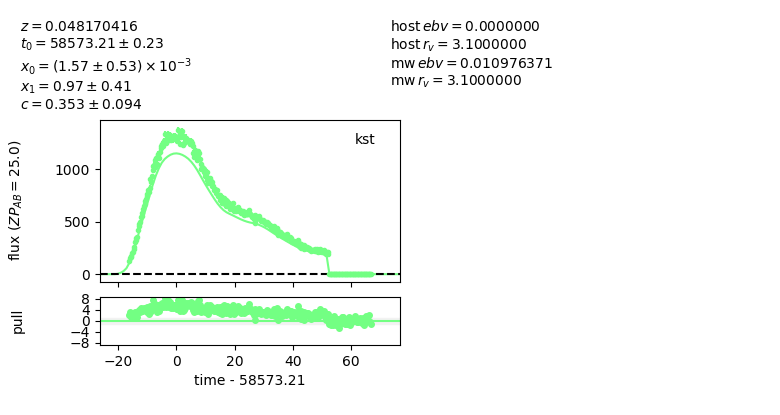 z = 0.048170416
t₀ = 58573.21 ± 0.23
x₀ = (1.57 ± 0.53) × 10⁻³
x₁ = 0.97 ± 0.41
c = 0.353 ± 0.094
host ebv = 0.0000000
host r_v = 3.1000000
mw ebv = 0.010976371
mw r_v = 3.1000000
kst
flux (ZP_AB = 25.0)
1000
500
0
pull
8
4
0
−4
−8
−20 0 20 40 60
time - 58573.21